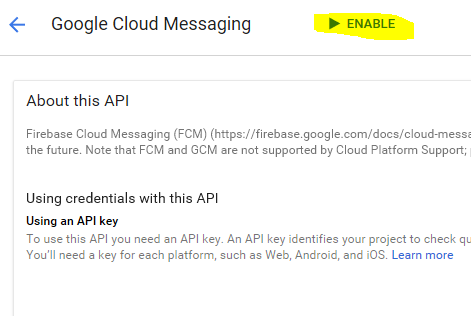 Google Cloud Messaging
ENABLE
About this API
Firebase Cloud Messaging (FCM) (https://firebase.google.com/docs/cloud-messa
the future. Note that FCM and GCM are not supported by Cloud Platform Support;
Using credentials with this API
Using an API key
To use this API you need an API key. An API key identifies your project to check qu
You'll need a key for each platform, such as Web, Android, and iOS. Learn more